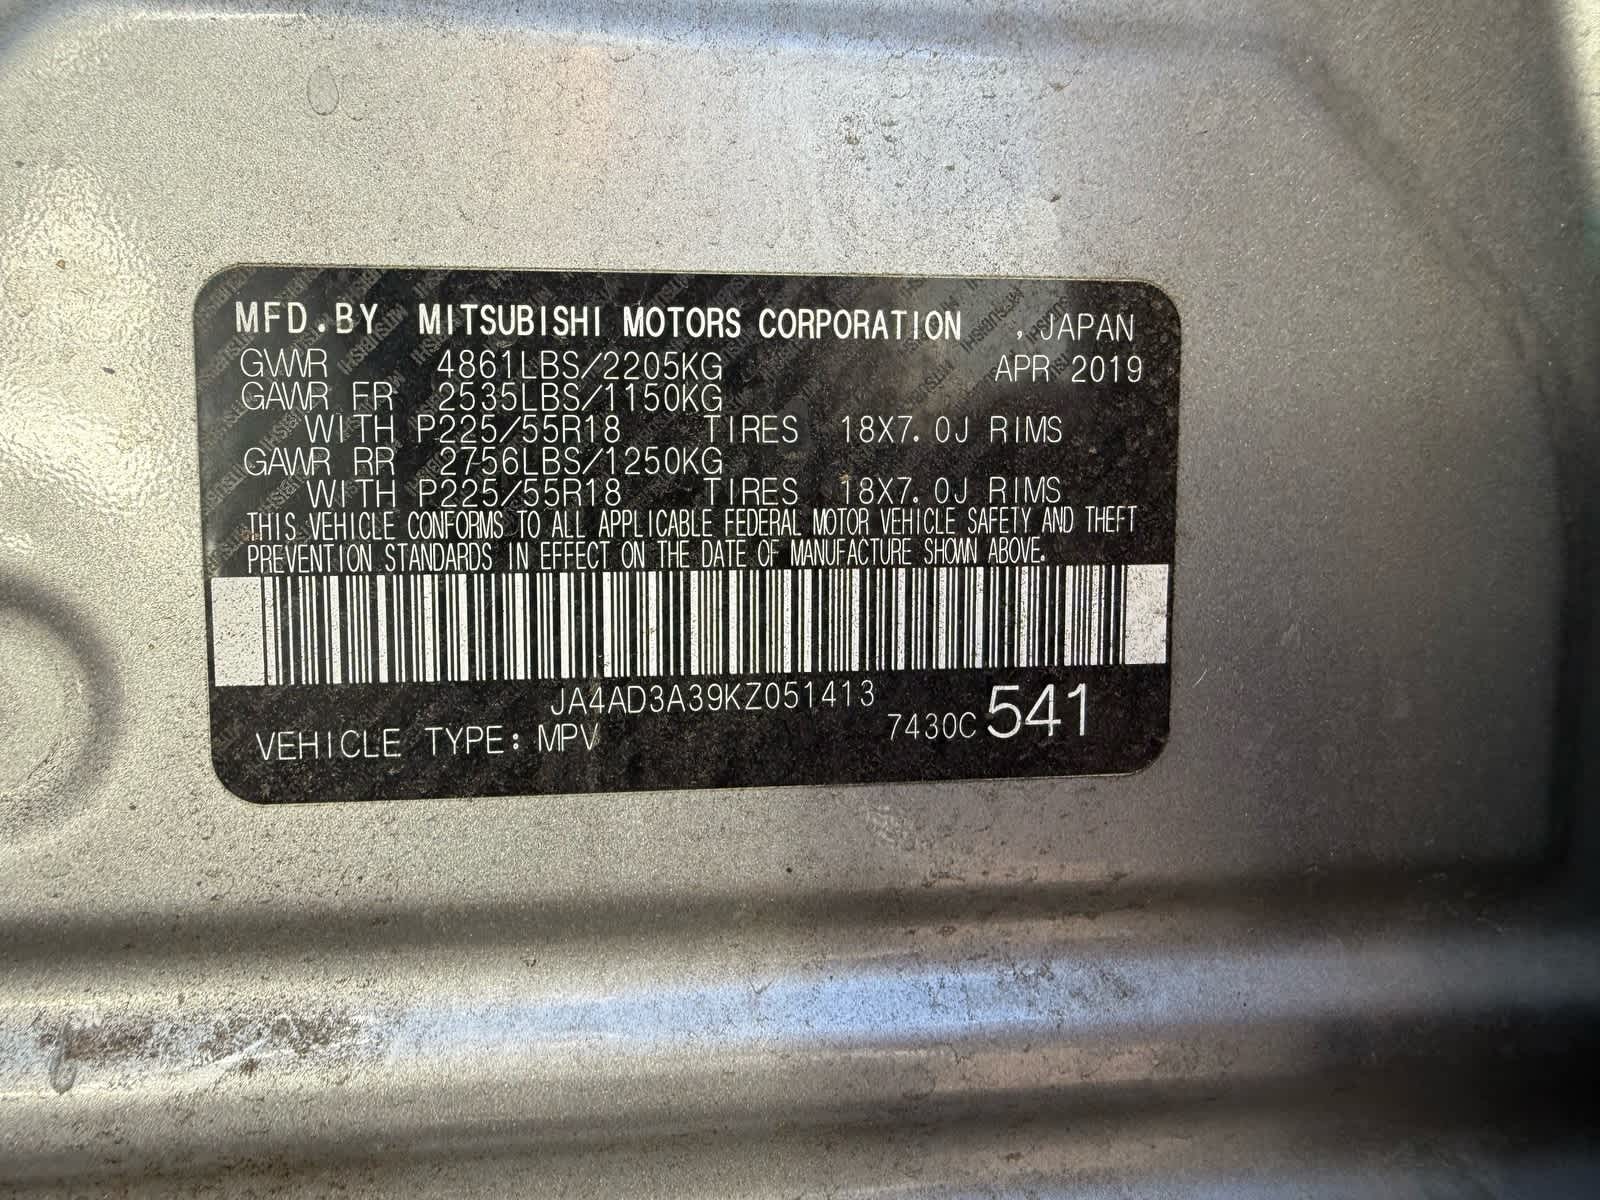 MFD.BY MITSUBISHI MOTORS CORPORATION , JAPAN
GVWR 4861LBS/2205KG APR 2019
GAWR FR 2535LBS/1150KG
WITH P225/55R18 TIRES 18X7.0J RIMS
GAWR RR 2756LBS/1250KG
WITH P225/55R18 TIRES 18X7.0J RIMS
THIS VEHICLE CONFORMS TO ALL APPLICABLE FEDERAL MOTOR VEHICLE SAFETY AND THEFT
PREVENTION STANDARDS IN EFFECT ON THE DATE OF MANUFACTURE SHOWN ABOVE.
JA4AD3A39KZ051413
VEHICLE TYPE: MPV 7430C 541